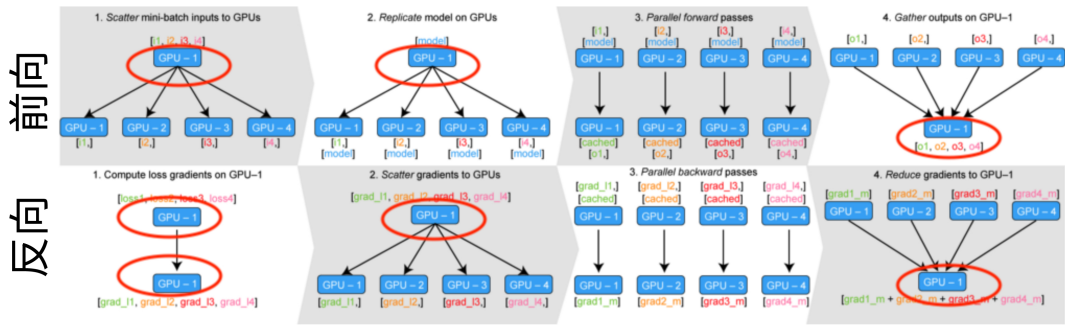 前向
1. Scatter mini-batch inputs to GPUs
[i1, i2, i3, i4]
GPU – 1
GPU – 1 GPU – 2 GPU – 3 GPU – 4
[i1,] [i2,] [i3,] [i4,]
2. Replicate model on GPUs
[model]
GPU – 1
GPU – 1 GPU – 2 GPU – 3 GPU – 4
[i1,] [i2,] [i3,] [i4,]
[model] [model] [model] [model]
3. Parallel forward passes
[i1,] [i2,] [i3,] [i4,]
[model] [model] [model] [model]
GPU – 1 GPU – 2 GPU – 3 GPU – 4
GPU – 1 GPU – 2 GPU – 3 GPU – 4
[cached] [cached] [cached] [cached]
[o1,] [o2,] [o3,] [o4,]
4. Gather outputs on GPU–1
[o1,] [o2,] [o3,] [o4,]
GPU – 1 GPU – 2 GPU – 3 GPU – 4
GPU – 1
[o1, o2, o3, o4]
反向
1. Compute loss gradients on GPU–1
[loss1, loss2, loss3, loss4]
GPU – 1
GPU – 1
[grad_l1, grad_l2, grad_l3, grad_l4]
2. Scatter gradients to GPUs
[grad_l1, grad_l2, grad_l3, grad_l4]
GPU – 1
GPU – 1 GPU – 2 GPU – 3 GPU – 4
[grad_l1,] [grad_l2,] [grad_l3,] [grad_l4,]
3. Parallel backward passes
[grad_l1,] [grad_l2,] [grad_l3,] [grad_l4,]
[cached] [cached] [cached] [cached]
GPU – 1 GPU – 2 GPU – 3 GPU – 4
GPU – 1 GPU – 2 GPU – 3 GPU – 4
[grad1_m] [grad2_m] [grad3_m] [grad4_m]
4. Reduce gradients to GPU–1
[grad1_m] [grad2_m] [grad3_m] [grad4_m]
GPU – 1 GPU – 2 GPU – 3 GPU – 4
GPU – 1
[grad1_m + grad2_m + grad3_m + grad4_m]